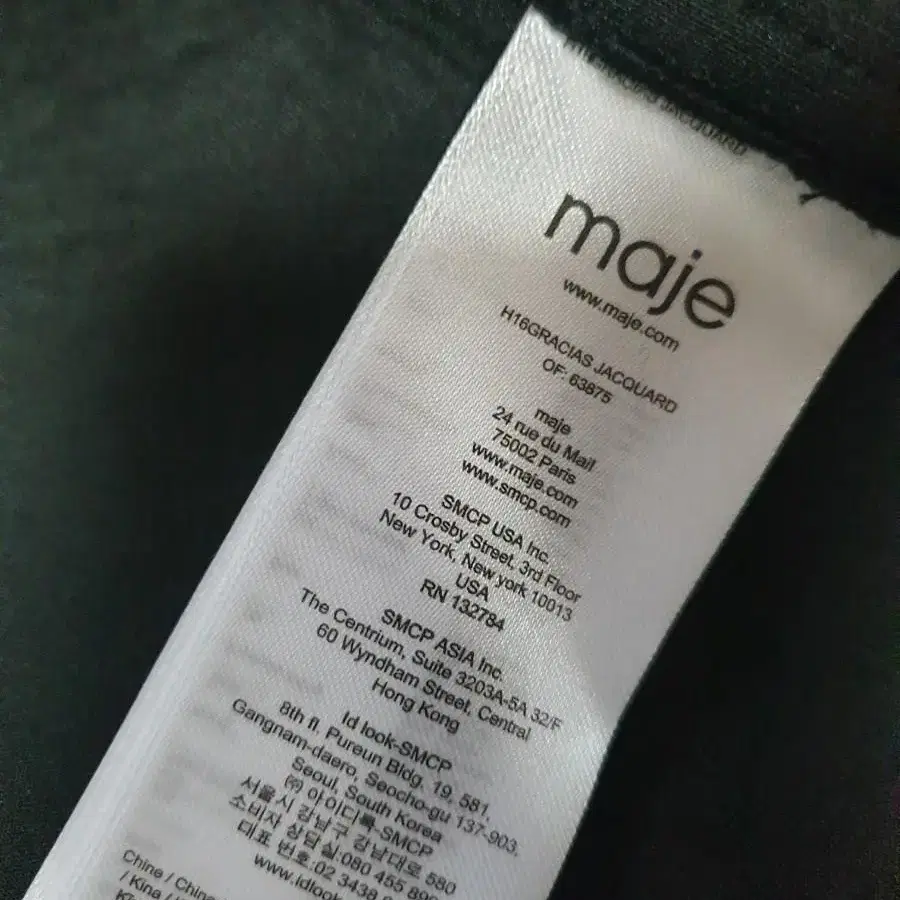 JACQUARD
maje
www.maje.com
H16GRACIAS JACQUARD
OF: 63875
maje
24 rue du Mail
75002 Paris
www.maje.com
www.smcp.com
SMCP USA Inc.
10 Crosby Street, 3rd Floor
New York, New york 10013
USA
RN 132784
SMCP ASIA Inc.
The Centrium, Suite 3203A-5A 32/F
60 Wyndham Street, Central
Hong Kong
Id look-SMCP
8th fl. Pureun Bldg, 19, 581,
Gangnam-daero, Seocho-gu 137-903,
Seoul, South Korea
㈜ 아이디룩-SMCP
서울시 강남구 강남대로 580
소비자 상담실:080 455 890
대표 번호:02 3438
www.idlook
Chine / China
/ Kina /